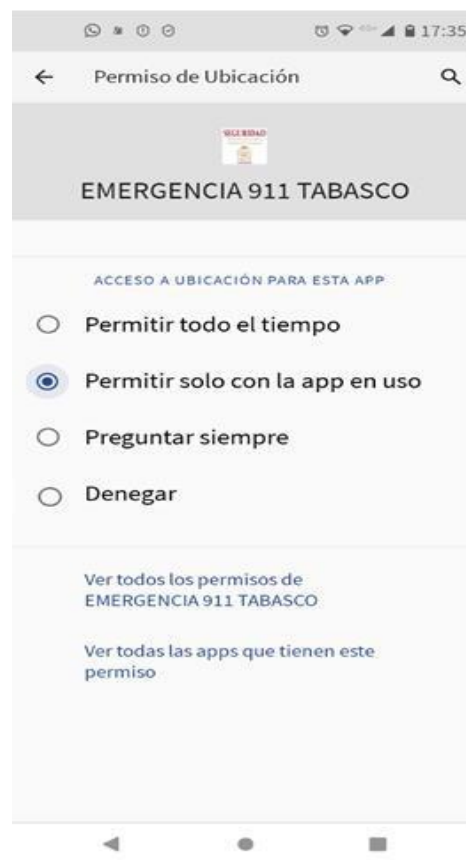 17:35
Permiso de Ubicación
SEGURIDAD
EMERGENCIA 911 TABASCO
ACCESO A UBICACIÓN PARA ESTA APP
Permitir todo el tiempo
Permitir solo con la app en uso
Preguntar siempre
Denegar
Ver todos los permisos de
EMERGENCIA 911 TABASCO
Ver todas las apps que tienen este
permiso